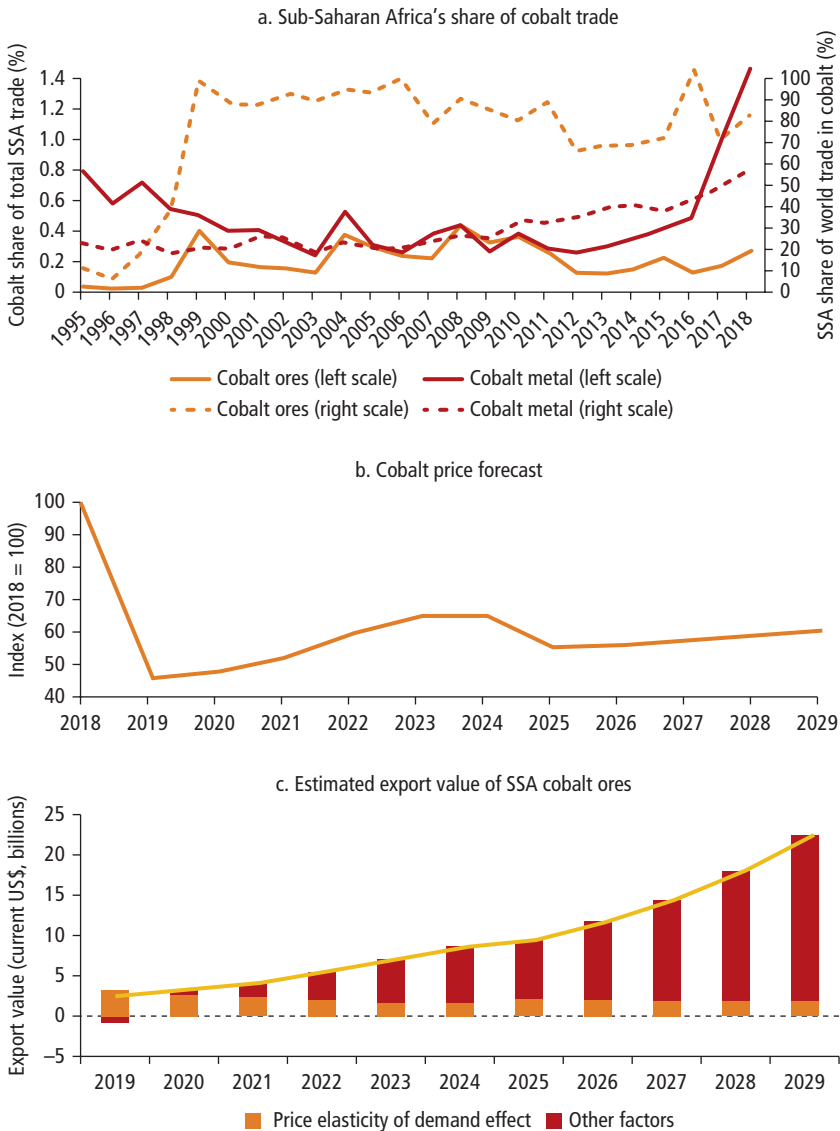 a. Sub-Saharan Africa's share of cobalt trade
Cobalt share of total SSA trade (%)
1.4
1.2
1.0
0.8
0.6
0.4
0.2
0
100
90
80
70
60
50
40
30
20
10
0
SSA share of world trade in cobalt (%)
1995 1996 1997 1998 1999 2000 2001 2002 2003 2004 2005 2006 2007 2008 2009 2010 2011 2012 2013 2014 2015 2016 2017 2018
Cobalt ores (left scale) Cobalt metal (left scale)
Cobalt ores (right scale) Cobalt metal (right scale)
b. Cobalt price forecast
Index (2018 = 100)
100
90
80
70
60
50
40
2018 2019 2020 2021 2022 2023 2024 2025 2026 2027 2028 2029
c. Estimated export value of SSA cobalt ores
Export value (current US$, billions)
25
20
15
10
5
0
–5
2019 2020 2021 2022 2023 2024 2025 2026 2027 2028 2029
Price elasticity of demand effect Other factors